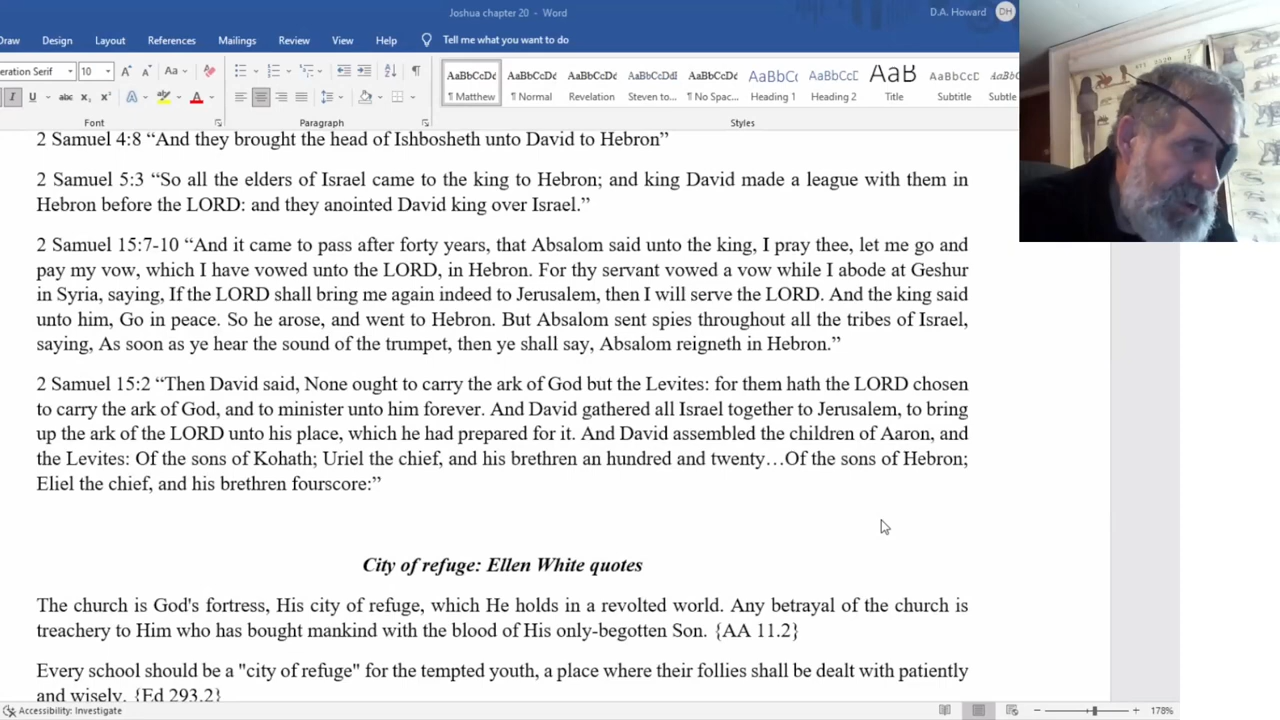 Joshua chapter 20 - Word
D.A. Howard
DH
Draw Design Layout References Mailings Review View Help Tell me what you want to do
eration Serif 10 Aa
AaBbCcDc AaBbCcDc AaBbCcDc AaBbCcDdI AaBbCcDc AaBbCc AaBbCcD AaB AaBbCcD AaBb
I U abc x₂ x² A A
¶ Matthew ¶ Normal Revelation Steven to... ¶ No Spac... Heading 1 Heading 2 Title Subtitle Subtle
Font Paragraph Styles
2 Samuel 4:8 “And they brought the head of Ishbosheth unto David to Hebron”
2 Samuel 5:3 “So all the elders of Israel came to the king to Hebron; and king David made a league with them in
Hebron before the LORD: and they anointed David king over Israel.”
2 Samuel 15:7-10 “And it came to pass after forty years, that Absalom said unto the king, I pray thee, let me go and
pay my vow, which I have vowed unto the LORD, in Hebron. For thy servant vowed a vow while I abode at Geshur
in Syria, saying, If the LORD shall bring me again indeed to Jerusalem, then I will serve the LORD. And the king said
unto him, Go in peace. So he arose, and went to Hebron. But Absalom sent spies throughout all the tribes of Israel,
saying, As soon as ye hear the sound of the trumpet, then ye shall say, Absalom reigneth in Hebron.”
2 Samuel 15:2 “Then David said, None ought to carry the ark of God but the Levites: for them hath the LORD chosen
to carry the ark of God, and to minister unto him forever. And David gathered all Israel together to Jerusalem, to bring
up the ark of the LORD unto his place, which he had prepared for it. And David assembled the children of Aaron, and
the Levites: Of the sons of Kohath; Uriel the chief, and his brethren an hundred and twenty…Of the sons of Hebron;
Eliel the chief, and his brethren fourscore:”
City of refuge: Ellen White quotes
The church is God's fortress, His city of refuge, which He holds in a revolted world. Any betrayal of the church is
treachery to Him who has bought mankind with the blood of His only-begotten Son. {AA 11.2}
Every school should be a "city of refuge" for the tempted youth, a place where their follies shall be dealt with patiently
and wisely. {Ed 293.2}
Accessibility: Investigate
178%